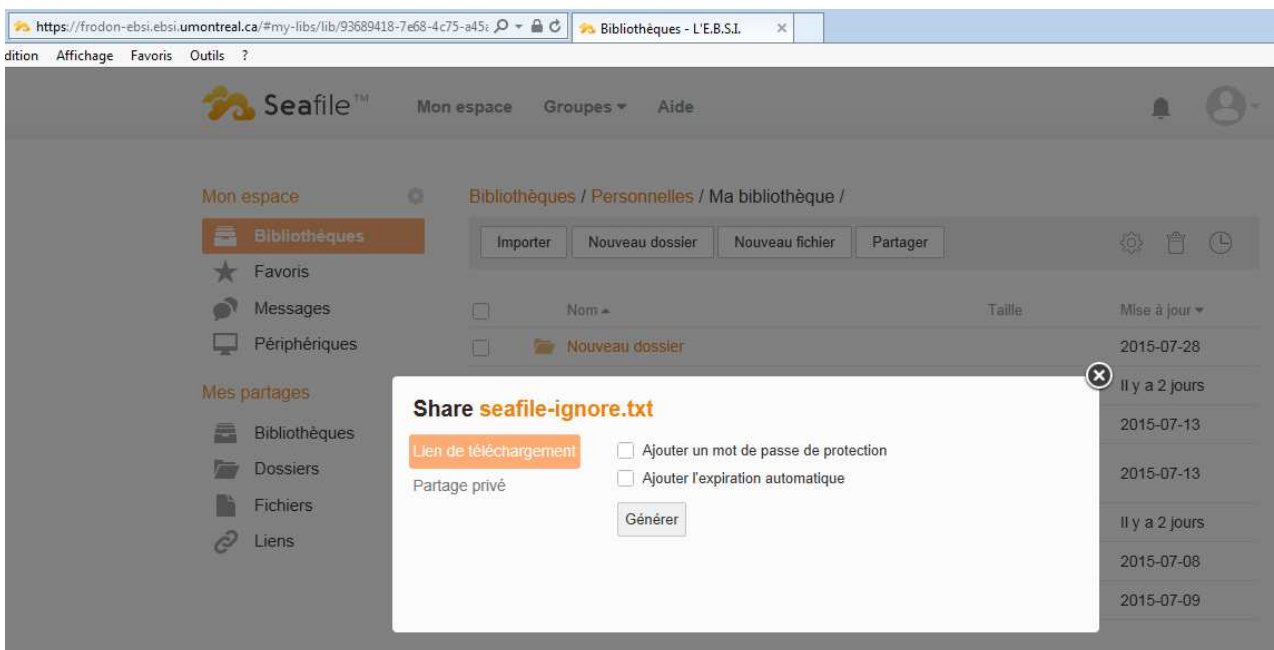 https://frodon-ebsi.ebsi.umontreal.ca/#my-libs/lib/93689418-7e68-4c75-a45
Bibliothèques - L'E.B.S.I.
dition Affichage Favoris Outils ?
Seafile™ Mon espace Groupes Aide
Mon espace
Bibliothèques / Personnelles / Ma bibliothèque /
Bibliothèques
Importer Nouveau dossier Nouveau fichier Partager
Favoris
Messages
Nom Taille Mise à jour
Périphériques
Nouveau dossier 2015-07-28
Mes partages
Il y a 2 jours
Share seafile-ignore.txt
Bibliothèques
2015-07-13
Lien de téléchargement
Ajouter un mot de passe de protection
Dossiers
2015-07-13
Partage privé
Ajouter l'expiration automatique
Fichiers
Générer
Il y a 2 jours
Liens
2015-07-08
2015-07-09